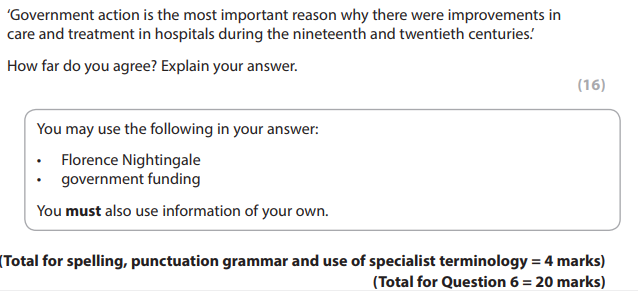 ‘Government action is the most important reason why there were improvements in
care and treatment in hospitals during the nineteenth and twentieth centuries.’
How far do you agree? Explain your answer.
(16)
You may use the following in your answer:
• Florence Nightingale
• government funding
You must also use information of your own.
(Total for spelling, punctuation grammar and use of specialist terminology = 4 marks)
(Total for Question 6 = 20 marks)